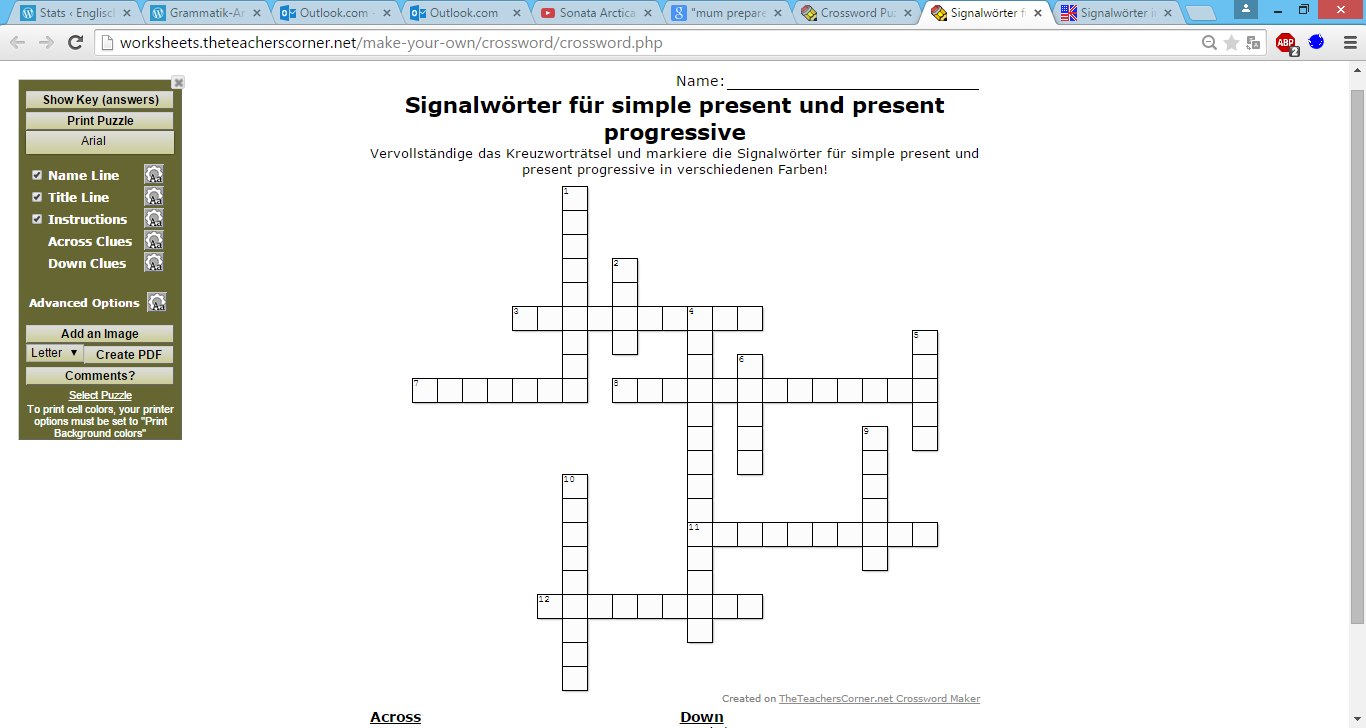 Stats ‹ Englisc
Grammatik-Ar
Outlook.com -
Outlook.com
Sonata Arctica
"mum prepare
Crossword Puz
Signalwörter f
Signalwörter i
worksheets.theteacherscorner.net/make-your-own/crossword/crossword.php
ABP
2
Show Key (answers)
Print Puzzle
Arial
Name Line
Title Line
Instructions
Across Clues
Down Clues
Advanced Options
Add an Image
Letter ▼ Create PDF
Comments?
Select Puzzle
To print cell colors, your printer
options must be set to "Print
Background colors"
Name:
Signalwörter für simple present und present
progressive
Vervollständige das Kreuzworträtsel und markiere die Signalwörter für simple present und
present progressive in verschiedenen Farben!
1
2
3 4
5
6
7 8
9
10
11
12
Created on TheTeachersCorner.net Crossword Maker
Across Down